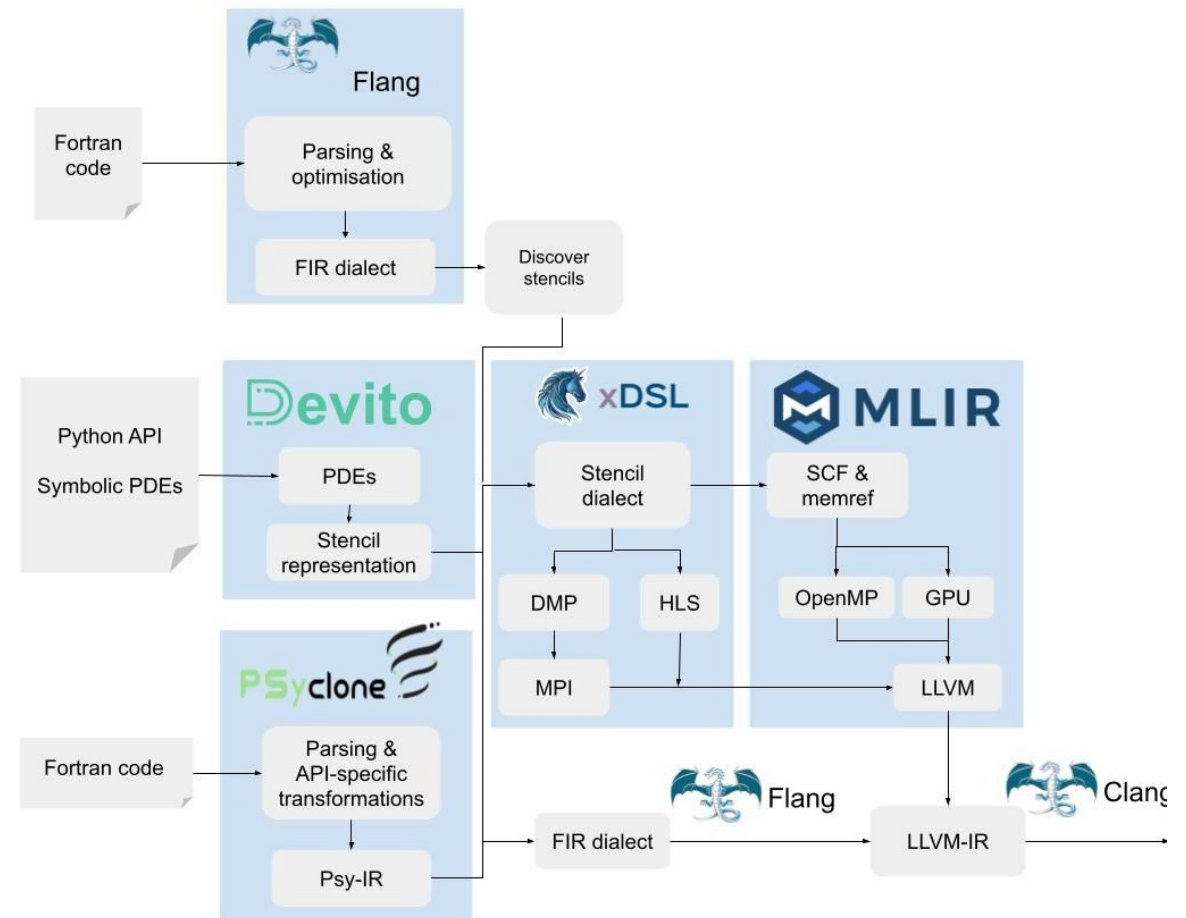 Flang
Fortran
code
Parsing &
optimisation
FIR dialect
Discover
stencils
Devito
Python API
Symbolic PDEs
PDEs
Stencil
representation
xDSL
Stencil
dialect
DMP
HLS
MPI
MLIR
SCF &
memref
OpenMP
GPU
LLVM
PSyclone
Fortran code
Parsing &
API-specific
transformations
Psy-IR
FIR dialect
Flang
LLVM-IR
Clang